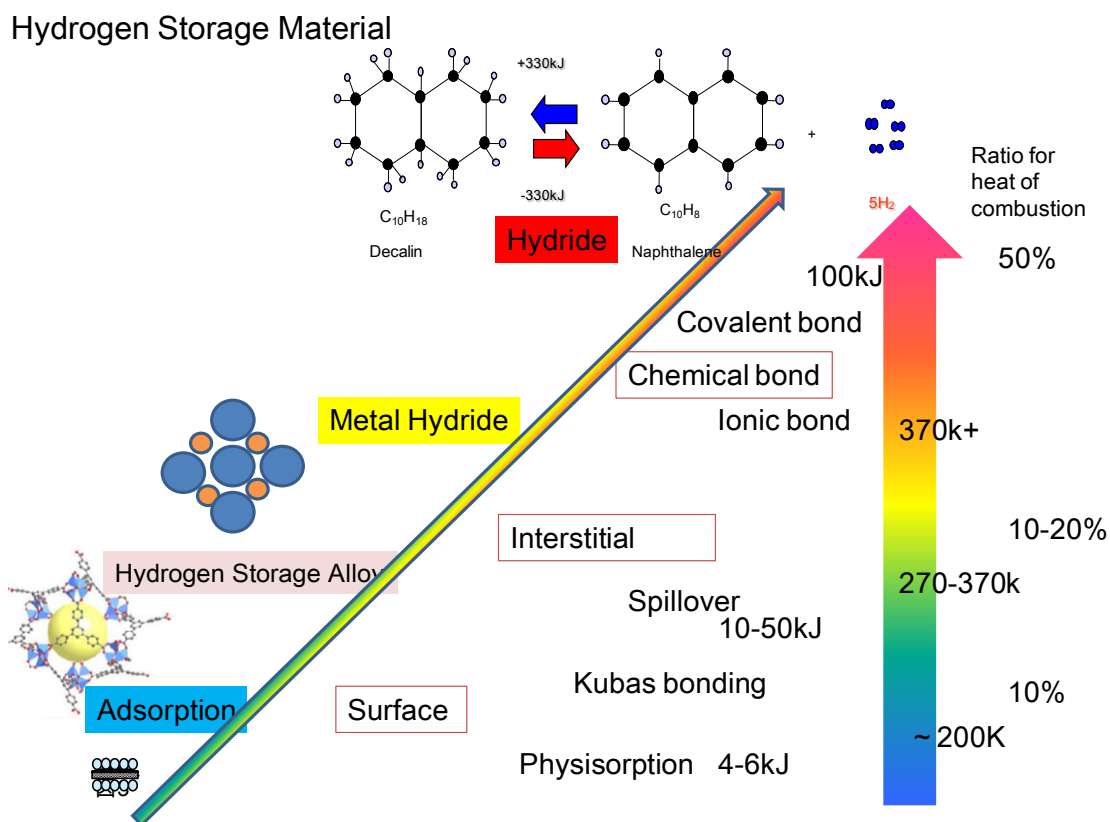 Hydrogen Storage Material
+330kJ
-330kJ
+
5H₂
C₁₀H₁₈
C₁₀H₈
Decalin
Hydride
Naphthalene
Ratio for
heat of
combustion
50%
100kJ
Covalent bond
Chemical bond
Ionic bond
370k+
Metal Hydride
10-20%
Interstitial
Hydrogen Storage Alloy
270-370k
Spillover
10-50kJ
Kubas bonding
10%
Adsorption
Surface
~ 200K
Physisorption 4-6kJ